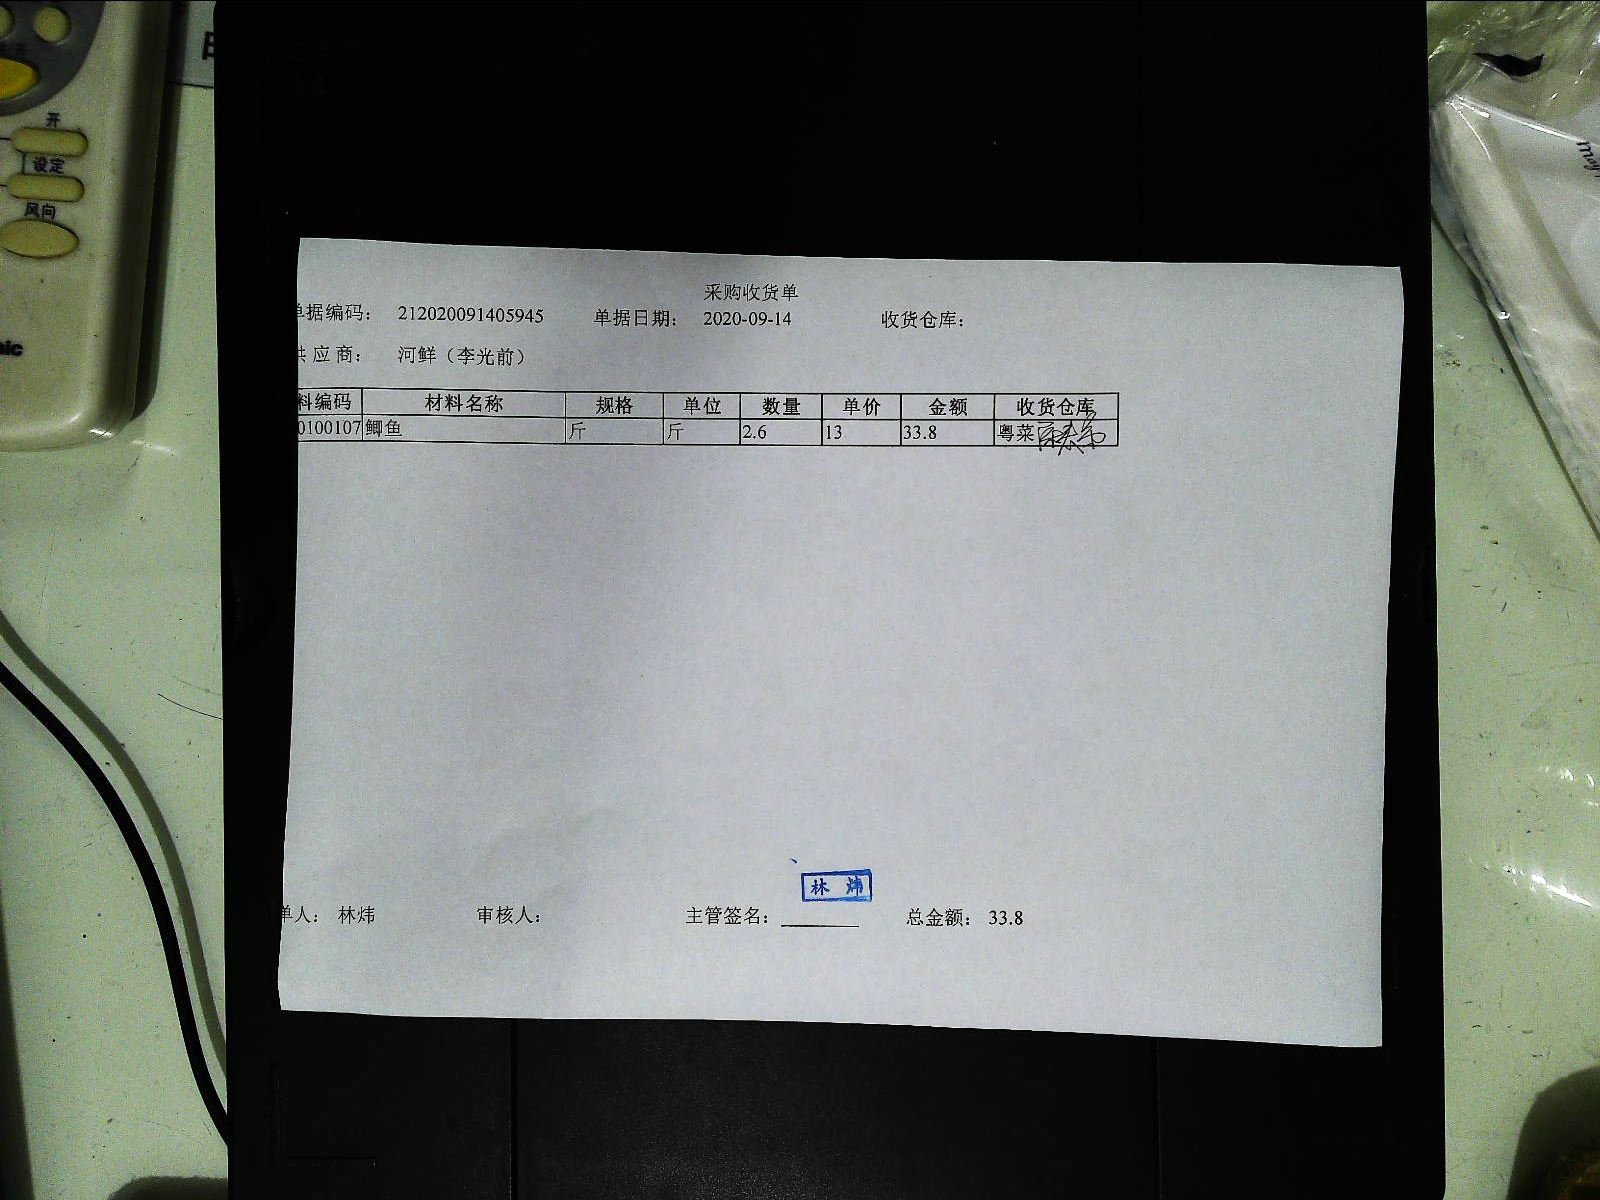 开
设定
风向
采购收货单
单据编码： 212020091405945 单据日期： 2020-09-14 收货仓库：
供应商： 河鲜（李光前）
料编码 材料名称 规格 单位 数量 单价 金额 收货仓库
0100107 鲫鱼 斤 斤 2.6 13 33.8 粤菜
林炜
单人： 林炜 审核人： 主管签名： 总金额： 33.8